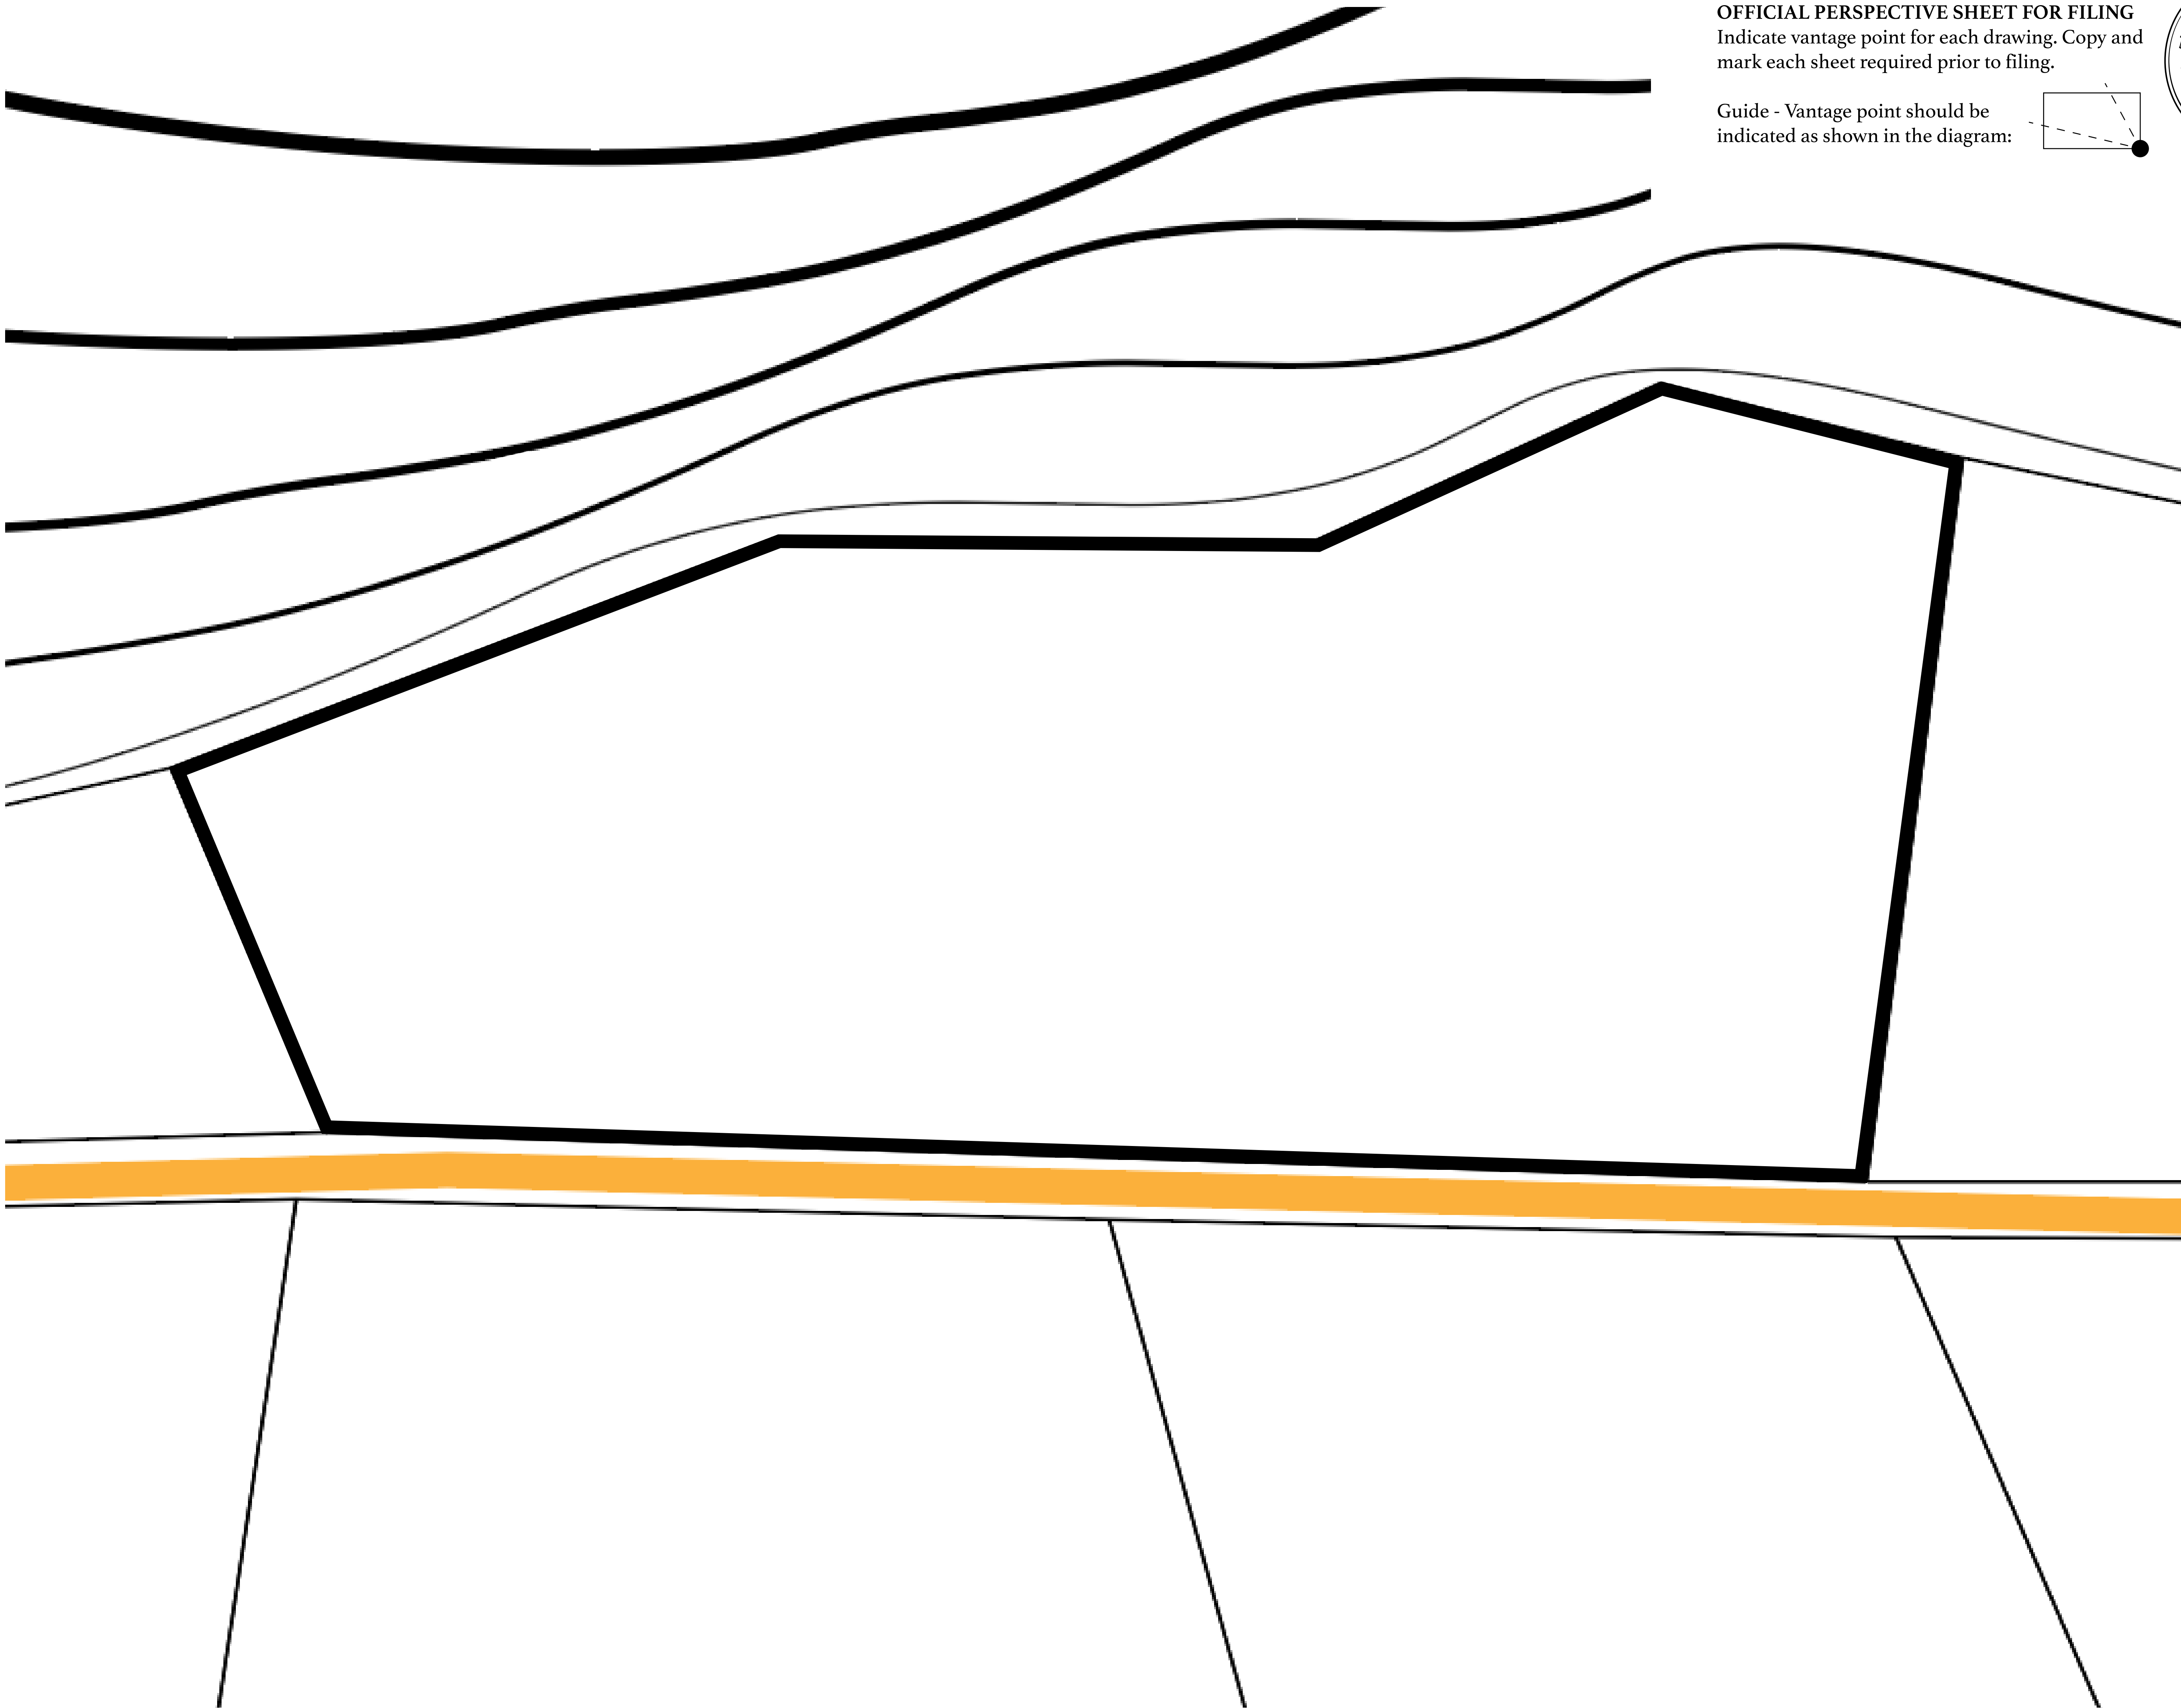 OFFICIAL PERSPECTIVE SHEET FOR FILING
Indicate vantage point for each drawing. Copy and
mark each sheet required prior to filing.
Guide - Vantage point should be
indicated as shown in the diagram: